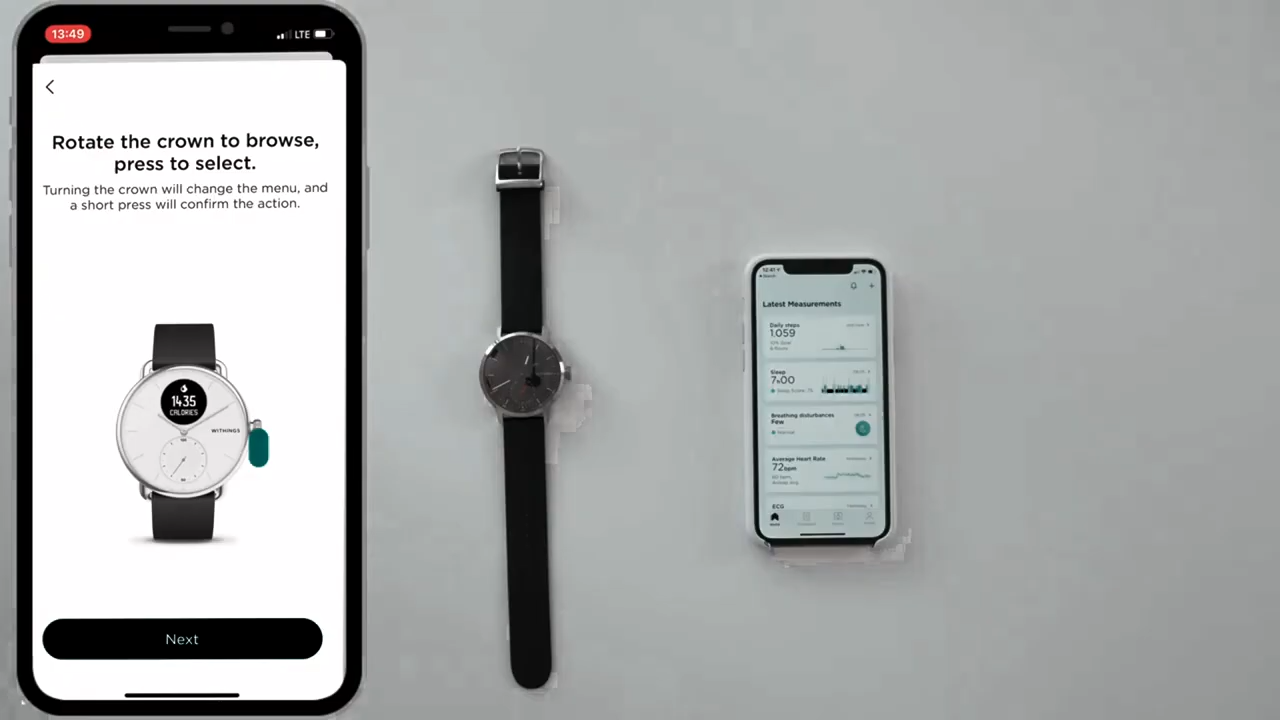 13:49
LTE
Rotate the crown to browse,
press to select.
Turning the crown will change the menu, and
a short press will confirm the action.
1435
CALORIES
WITHINGS
Next
12:41
Latest Measurements
Daily steps
1,059
Sleep
7h00
Breathing disturbances
Few
Average Heart Rate
72bpm
ECG